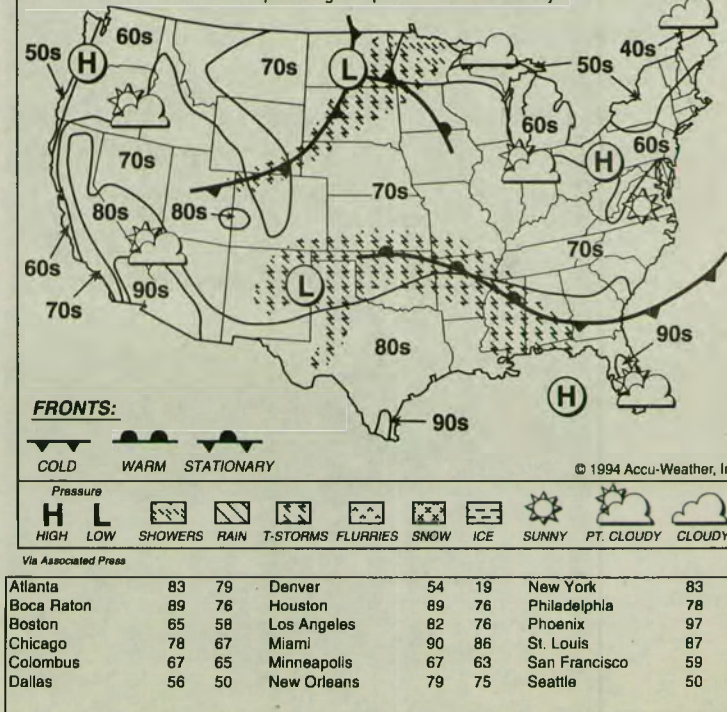 60s
40s
50s
H
70s
L
50s
60s
60s
H
70s
70s
80s
80s
70s
60s
90s
L
70s
80s
90s
H
90s
FRONTS:
COLD WARM STATIONARY
© 1994 Accu-Weather, In
Pressure
H L
HIGH LOW SHOWERS RAIN T-STORMS FLURRIES SNOW ICE SUNNY PT. CLOUDY CLOUDY
Via Associated Press
Atlanta 83 79 Denver 54 19 New York 83
Boca Raton 89 76 Houston 89 76 Philadelphia 78
Boston 65 58 Los Angeles 82 76 Phoenix 97
Chicago 78 67 Miami 90 86 St. Louis 87
Colombus 67 65 Minneapolis 67 63 San Francisco 59
Dallas 56 50 New Orleans 79 75 Seattle 50